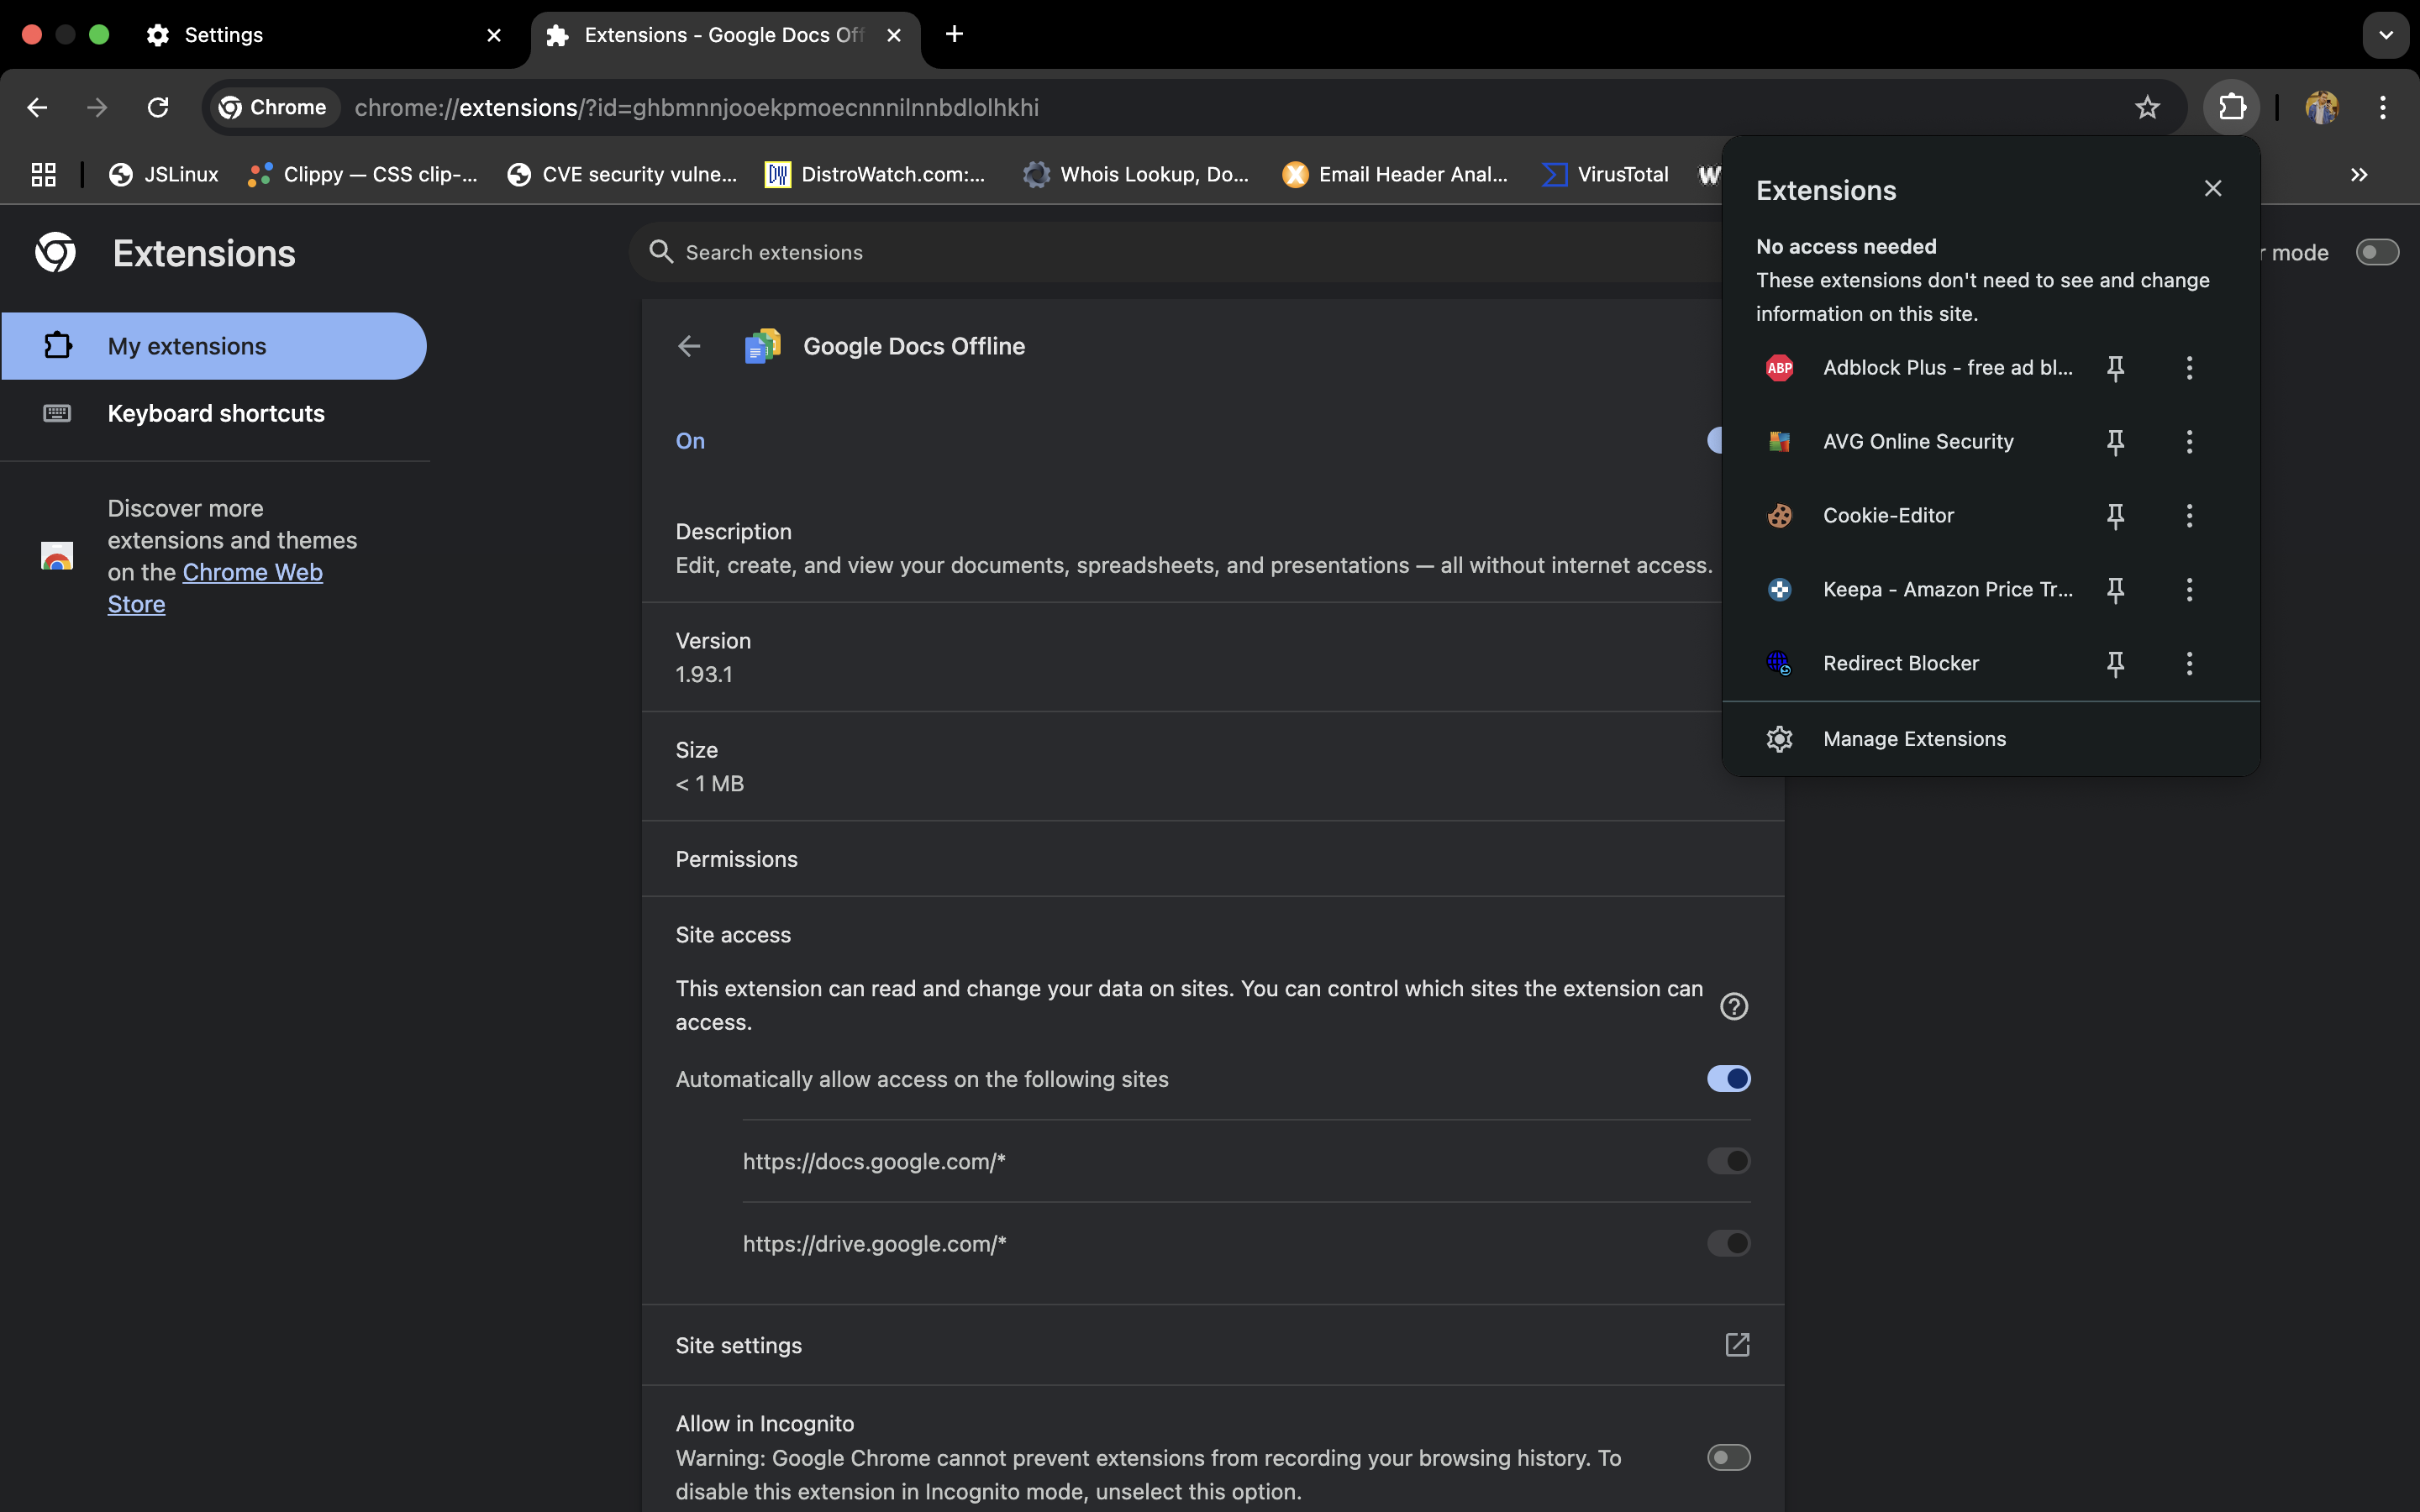 Settings
Extensions - Google Docs Off
Chrome
chrome://extensions/?id=ghbmnnjooekpmoecnnnilnnbdlolhkhi
JSLinux
Clippy — CSS clip-...
CVE security vulne...
DW
DistroWatch.com:...
Whois Lookup, Do...
Email Header Anal...
VirusTotal
W
Extensions
Search extensions
r mode
My extensions
Keyboard shortcuts
Discover more
extensions and themes
on the Chrome Web
Store
Google Docs Offline
On
Description
Edit, create, and view your documents, spreadsheets, and presentations — all without internet access.
Version
1.93.1
Size
< 1 MB
Permissions
Site access
This extension can read and change your data on sites. You can control which sites the extension can
access.
Automatically allow access on the following sites
https://docs.google.com/*
https://drive.google.com/*
Site settings
Allow in Incognito
Warning: Google Chrome cannot prevent extensions from recording your browsing history. To
disable this extension in Incognito mode, unselect this option.
Extensions
No access needed
These extensions don't need to see and change
information on this site.
ABP
Adblock Plus - free ad bl...
AVG Online Security
Cookie-Editor
Keepa - Amazon Price Tr...
Redirect Blocker
Manage Extensions